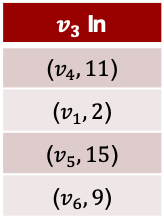 v₃ In
(v₄, 11)
(v₁, 2)
(v₅, 15)
(v₆, 9)